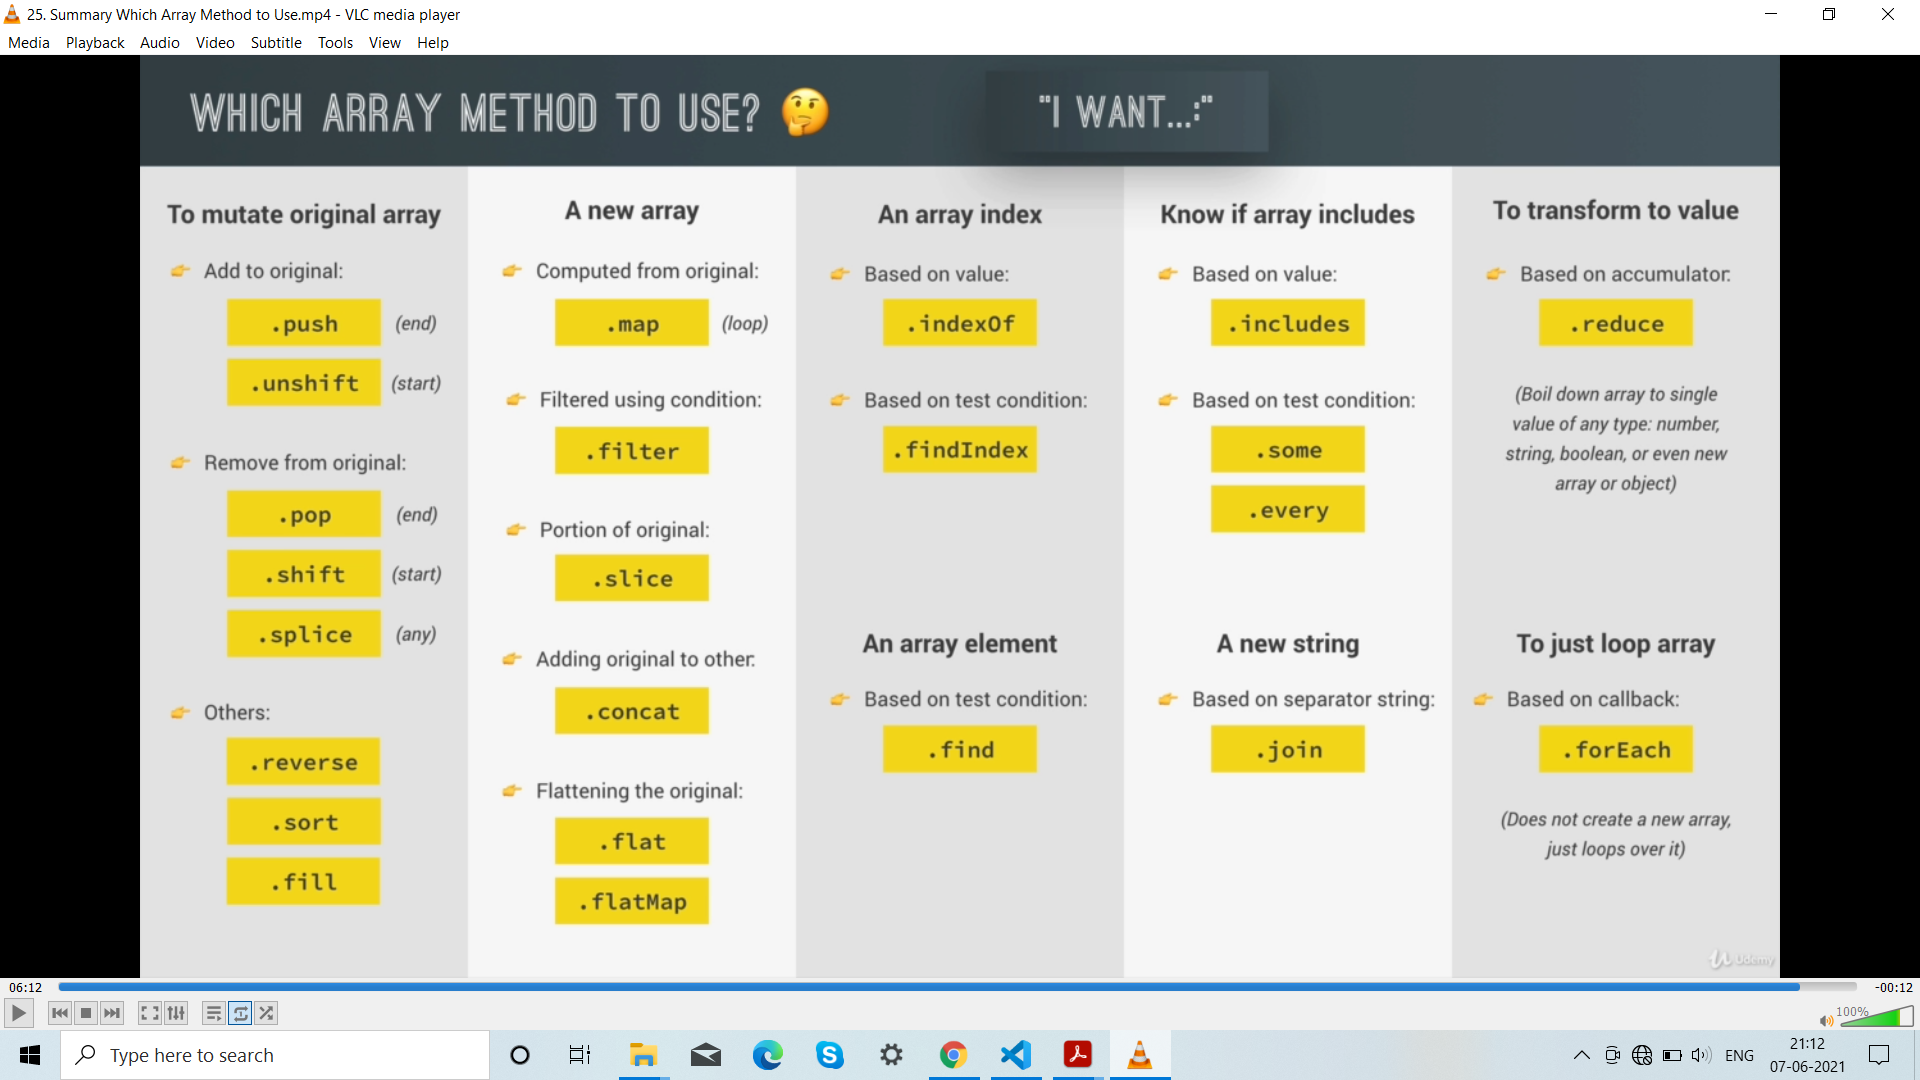 25. Summary Which Array Method to Use.mp4 - VLC media player
Media Playback Audio Video Subtitle Tools View Help
WHICH ARRAY METHOD TO USE?
"I WANT...:"
To mutate original array
Add to original:
.push (end)
.unshift (start)
Remove from original:
.pop (end)
.shift (start)
.splice (any)
Others:
.reverse
.sort
.fill
A new array
Computed from original:
.map (loop)
Filtered using condition:
.filter
Portion of original:
.slice
Adding original to other:
.concat
Flattening the original:
.flat
.flatMap
An array index
Based on value:
.indexOf
Based on test condition:
.findIndex
An array element
Based on test condition:
.find
Know if array includes
Based on value:
.includes
Based on test condition:
.some
.every
A new string
Based on separator string:
.join
To transform to value
Based on accumulator:
.reduce
(Boil down array to single
value of any type: number,
string, boolean, or even new
array or object)
To just loop array
Based on callback:
.forEach
(Does not create a new array,
just loops over it)
Udemy
06:12
-00:12
100%
Type here to search
ENG
21:12
07-06-2021